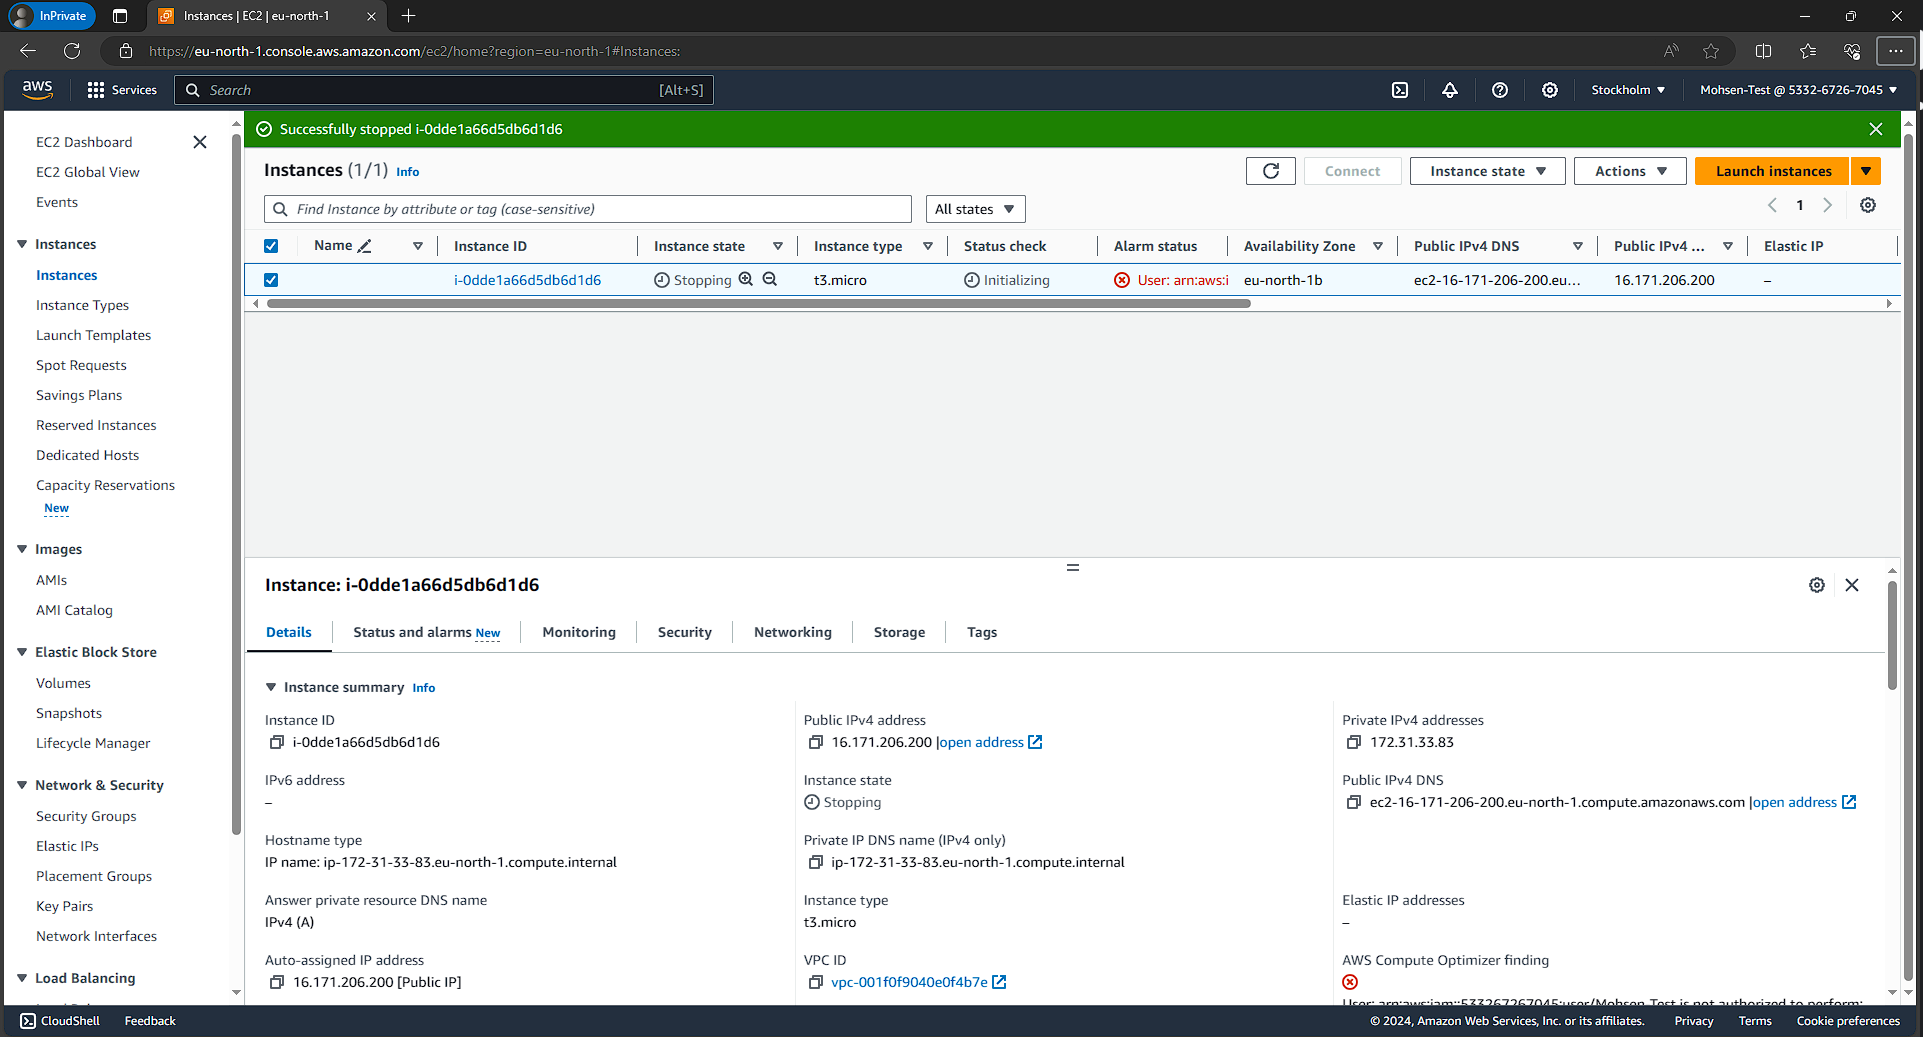 InPrivate
Instances | EC2 | eu-north-1
https://eu-north-1.console.aws.amazon.com/ec2/home?region=eu-north-1#Instances:
aws
Services
Search
[Alt+S]
Stockholm
Mohsen-Test @ 5332-6726-7045
EC2 Dashboard
EC2 Global View
Events
Instances
Instances
Instance Types
Launch Templates
Spot Requests
Savings Plans
Reserved Instances
Dedicated Hosts
Capacity Reservations
New
Images
AMIs
AMI Catalog
Elastic Block Store
Volumes
Snapshots
Lifecycle Manager
Network & Security
Security Groups
Elastic IPs
Placement Groups
Key Pairs
Network Interfaces
Load Balancing
Successfully stopped i-0dde1a66d5db6d1d6
Instances (1/1) Info
Connect
Instance state
Actions
Launch instances
Find Instance by attribute or tag (case-sensitive)
All states
1
Name Instance ID Instance state Instance type Status check Alarm status Availability Zone Public IPv4 DNS Public IPv4 ... Elastic IP
i-0dde1a66d5db6d1d6 Stopping t3.micro Initializing User: arn:aws:i eu-north-1b ec2-16-171-206-200.eu... 16.171.206.200 –
Instance: i-0dde1a66d5db6d1d6
Details Status and alarms New Monitoring Security Networking Storage Tags
Instance summary Info
Instance ID
i-0dde1a66d5db6d1d6
Public IPv4 address
16.171.206.200 |open address
Private IPv4 addresses
172.31.33.83
IPv6 address
–
Instance state
Stopping
Public IPv4 DNS
ec2-16-171-206-200.eu-north-1.compute.amazonaws.com |open address
Hostname type
IP name: ip-172-31-33-83.eu-north-1.compute.internal
Private IP DNS name (IPv4 only)
ip-172-31-33-83.eu-north-1.compute.internal
Answer private resource DNS name
IPv4 (A)
Instance type
t3.micro
Elastic IP addresses
–
Auto-assigned IP address
16.171.206.200 [Public IP]
VPC ID
vpc-001f0f9040e0f4b7e
AWS Compute Optimizer finding
User: arn:aws:iam::533267267045:user/Mohsen-Test is not authorized to perform:
CloudShell
Feedback
© 2024, Amazon Web Services, Inc. or its affiliates.
Privacy
Terms
Cookie preferences